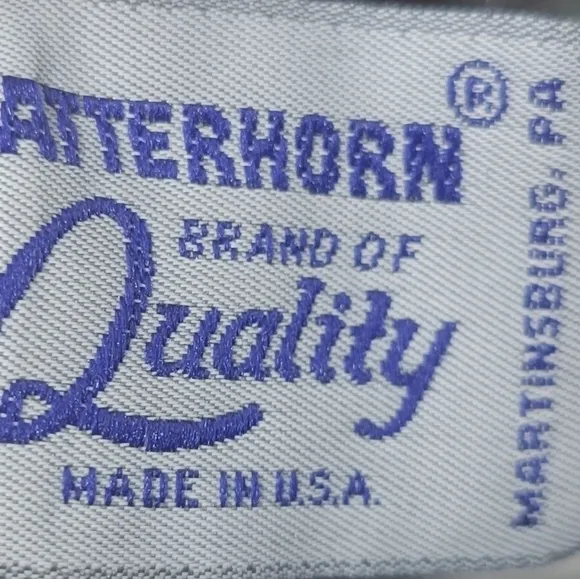 ATTERHORN®
BRAND OF
Quality
MADE IN U.S.A.
MARTINSBURG, PA